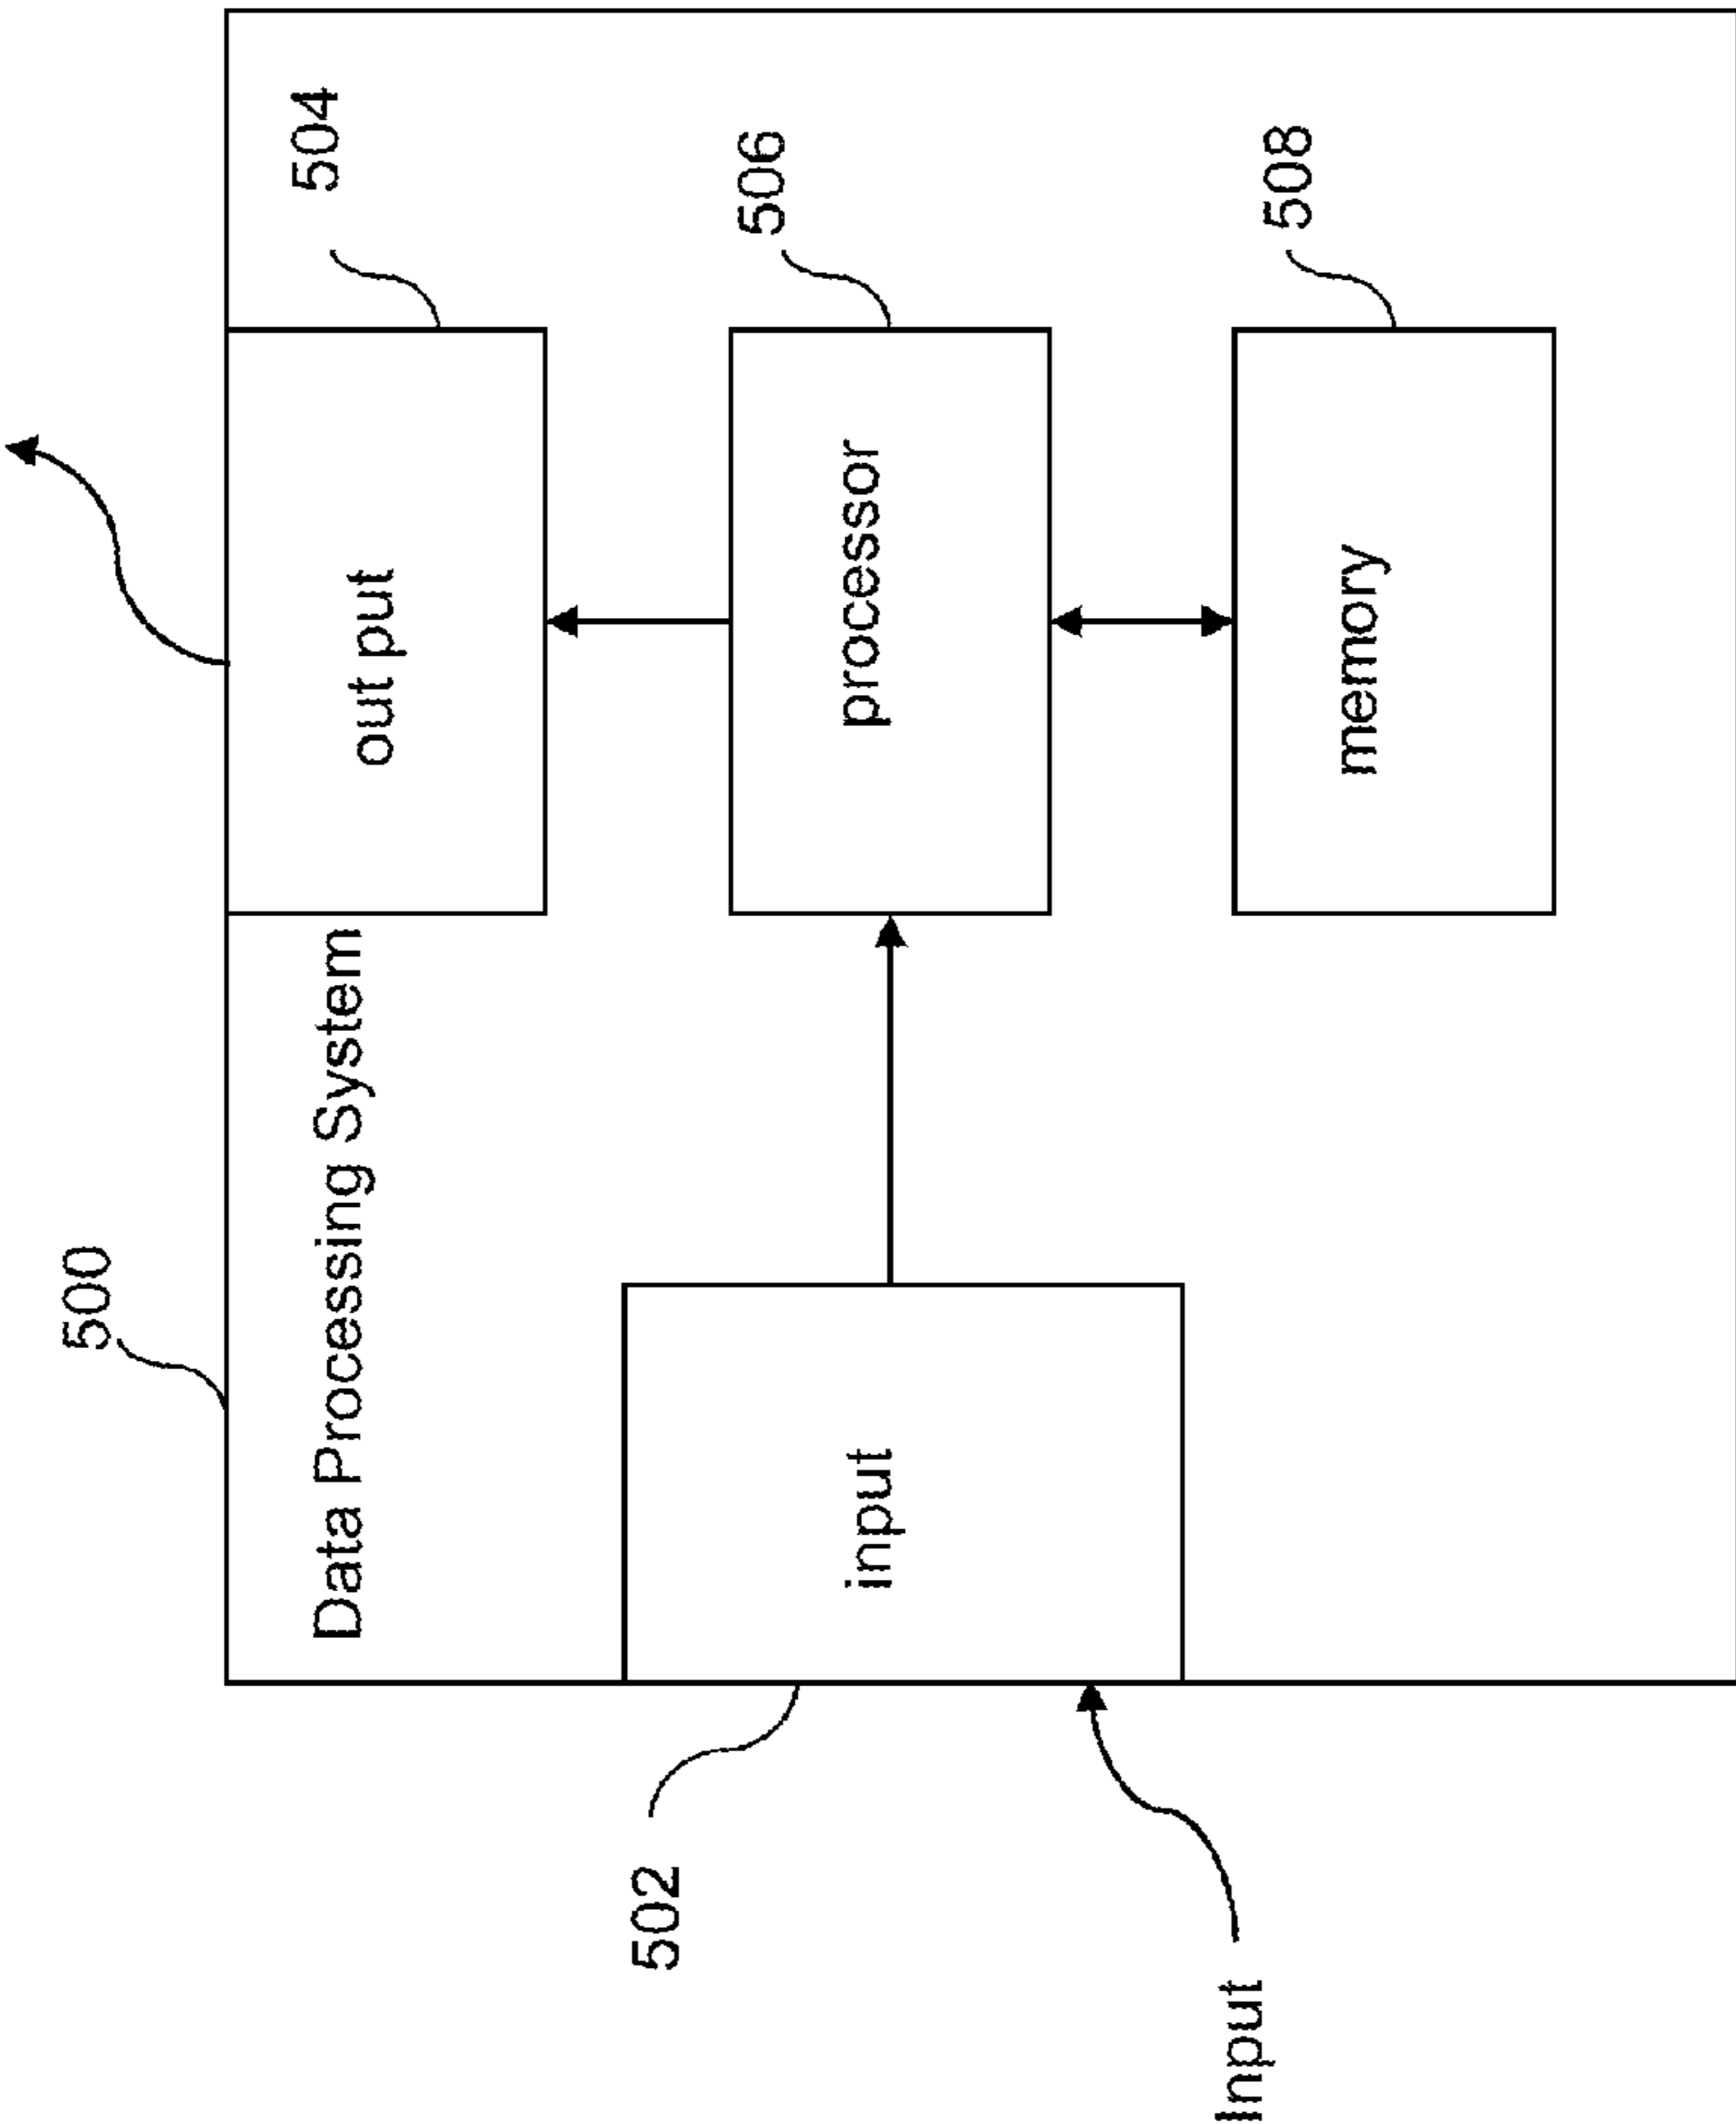 500
Data Processing System
out put
504
502
input
processor
506
Input
memory
508